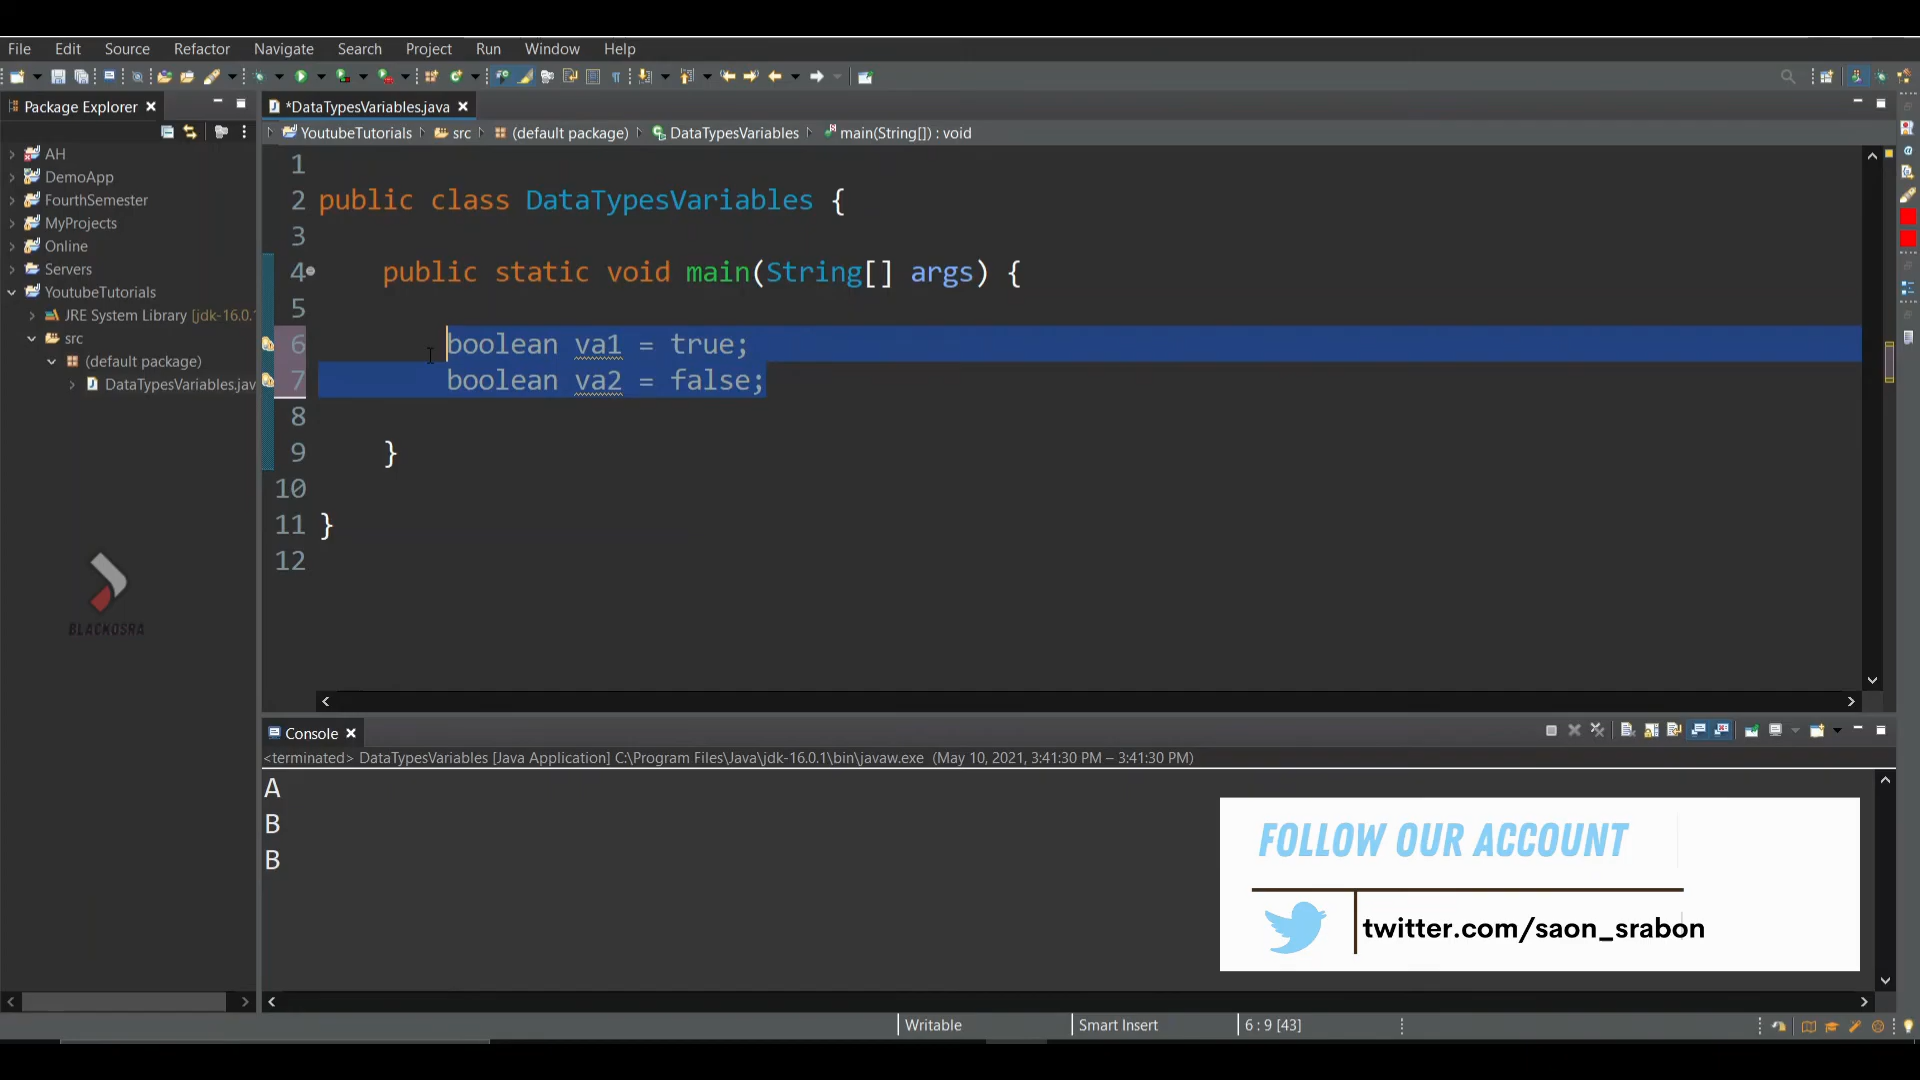 File Edit Source Refactor Navigate Search Project Run Window Help
Package Explorer
*DataTypesVariables.java
YoutubeTutorials src (default package) DataTypesVariables main(String[]) : void
AH
DemoApp
FourthSemester
MyProjects
Online
Servers
YoutubeTutorials
JRE System Library [jdk-16.0.1
src
(default package)
DataTypesVariables.jav
BLACKOSRA
1
2 public class DataTypesVariables {
3
4 public static void main(String[] args) {
5
6 boolean va1 = true;
7 boolean va2 = false;
8
9 }
10
11 }
12
Console
<terminated> DataTypesVariables [Java Application] C:\Program Files\Java\jdk-16.0.1\bin\javaw.exe (May 10, 2021, 3:41:30 PM – 3:41:30 PM)
A
B
B
FOLLOW OUR ACCOUNT
twitter.com/saon_srabon
Writable Smart Insert 6 : 9 [43]